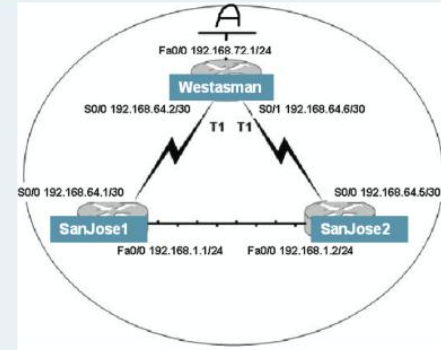 A
Fa0/0 192.168.72.1/24
Westasman
S0/0 192.168.64.2/30 S0/1 192.168.64.6/30
T1 T1
S0/0 192.168.64.1/30 S0/0 192.168.64.5/30
SanJose1 SanJose2
Fa0/0 192.168.1.1/24 Fa0/0 192.168.1.2/24